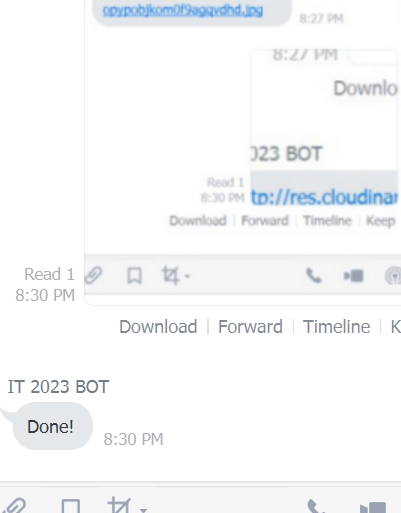 opypobjkom0f9agqvdhd.jpg
8:27 PM
8:27 PM
Downlo
023 BOT
Read 1
8:30 PM
tp://res.cloudinar
Download Forward Timeline Keep
Read 1
8:30 PM
Download Forward Timeline K
IT 2023 BOT
Done!
8:30 PM